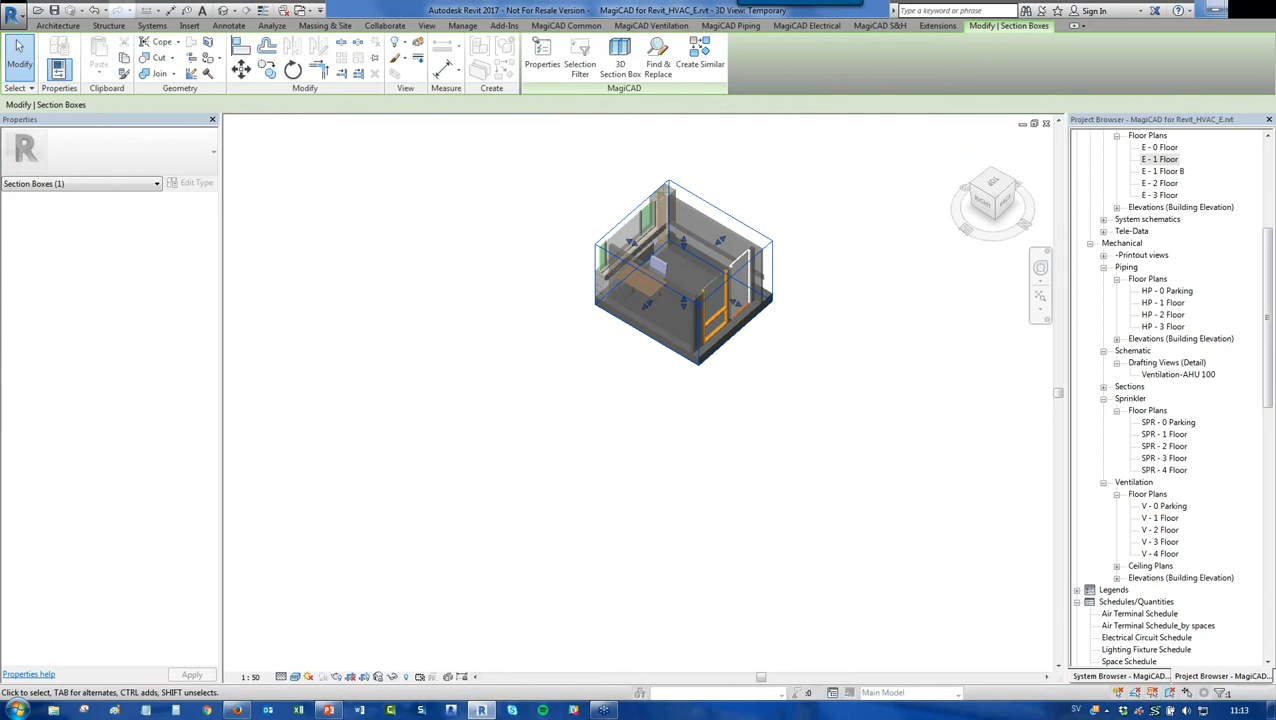 Autodesk Revit 2017 - Not For Resale Version - MagiCAD for Revit_HVAC_E.rvt - 3D View: Temporary
Type a keyword or phrase
Sign In
Architecture Structure Systems Insert Annotate Analyze Massing & Site Collaborate View Manage Add-Ins MagiCAD Common MagiCAD Ventilation MagiCAD Piping MagiCAD Electrical MagiCAD S&H Extensions Modify | Section Boxes
Modify
Paste
Cope
Cut
Join
Properties
Selection Filter
3D Section Box
Find & Replace
Create Similar
Select Properties Clipboard Geometry Modify View Measure Create MagiCAD
Modify | Section Boxes
Properties
Section Boxes (1)
Edit Type
Properties help
Apply
1 : 50
Project Browser - MagiCAD for Revit_HVAC_E.rvt
Floor Plans
E - 0 Floor
E - 1 Floor
E - 1 Floor B
E - 2 Floor
E - 3 Floor
Elevations (Building Elevation)
System schematics
Tele-Data
Mechanical
-Printout views
Piping
Floor Plans
HP - 0 Parking
HP - 1 Floor
HP - 2 Floor
HP - 3 Floor
Elevations (Building Elevation)
Schematic
Drafting Views (Detail)
Ventilation-AHU 100
Sections
Sprinkler
Floor Plans
SPR - 0 Parking
SPR - 1 Floor
SPR - 2 Floor
SPR - 3 Floor
SPR - 4 Floor
Ventilation
Floor Plans
V - 0 Parking
V - 1 Floor
V - 2 Floor
V - 3 Floor
V - 4 Floor
Ceiling Plans
Elevations (Building Elevation)
Legends
Schedules/Quantities
Air Terminal Schedule
Air Terminal Schedule_by spaces
Electrical Circuit Schedule
Lighting Fixture Schedule
Space Schedule
System Browser - MagiCAD... Project Browser - MagiCAD...
Click to select, TAB for alternates, CTRL adds, SHIFT unselects.
:0
Main Model
:1
SV
11:13